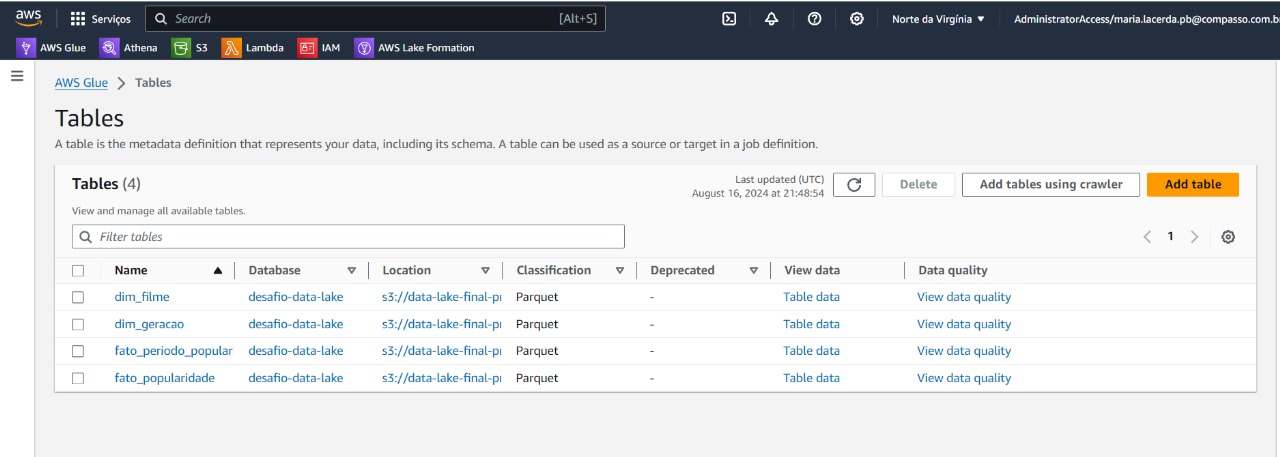 aws Serviços Search [Alt+S] Norte da Virgínia AdministratorAccess/maria.lacerda.pb@compasso.com.b
AWS Glue Athena S3 Lambda IAM AWS Lake Formation
AWS Glue Tables
Tables
A table is the metadata definition that represents your data, including its schema. A table can be used as a source or target in a job definition.
Tables (4)
Last updated (UTC)
August 16, 2024 at 21:48:54
Delete Add tables using crawler Add table
View and manage all available tables.
Filter tables
1
Name Database Location Classification Deprecated View data Data quality
dim_filme desafio-data-lake s3://data-lake-final-pr Parquet - Table data View data quality
dim_geracao desafio-data-lake s3://data-lake-final-pr Parquet - Table data View data quality
fato_periodo_popular desafio-data-lake s3://data-lake-final-pr Parquet - Table data View data quality
fato_popularidade desafio-data-lake s3://data-lake-final-pr Parquet - Table data View data quality